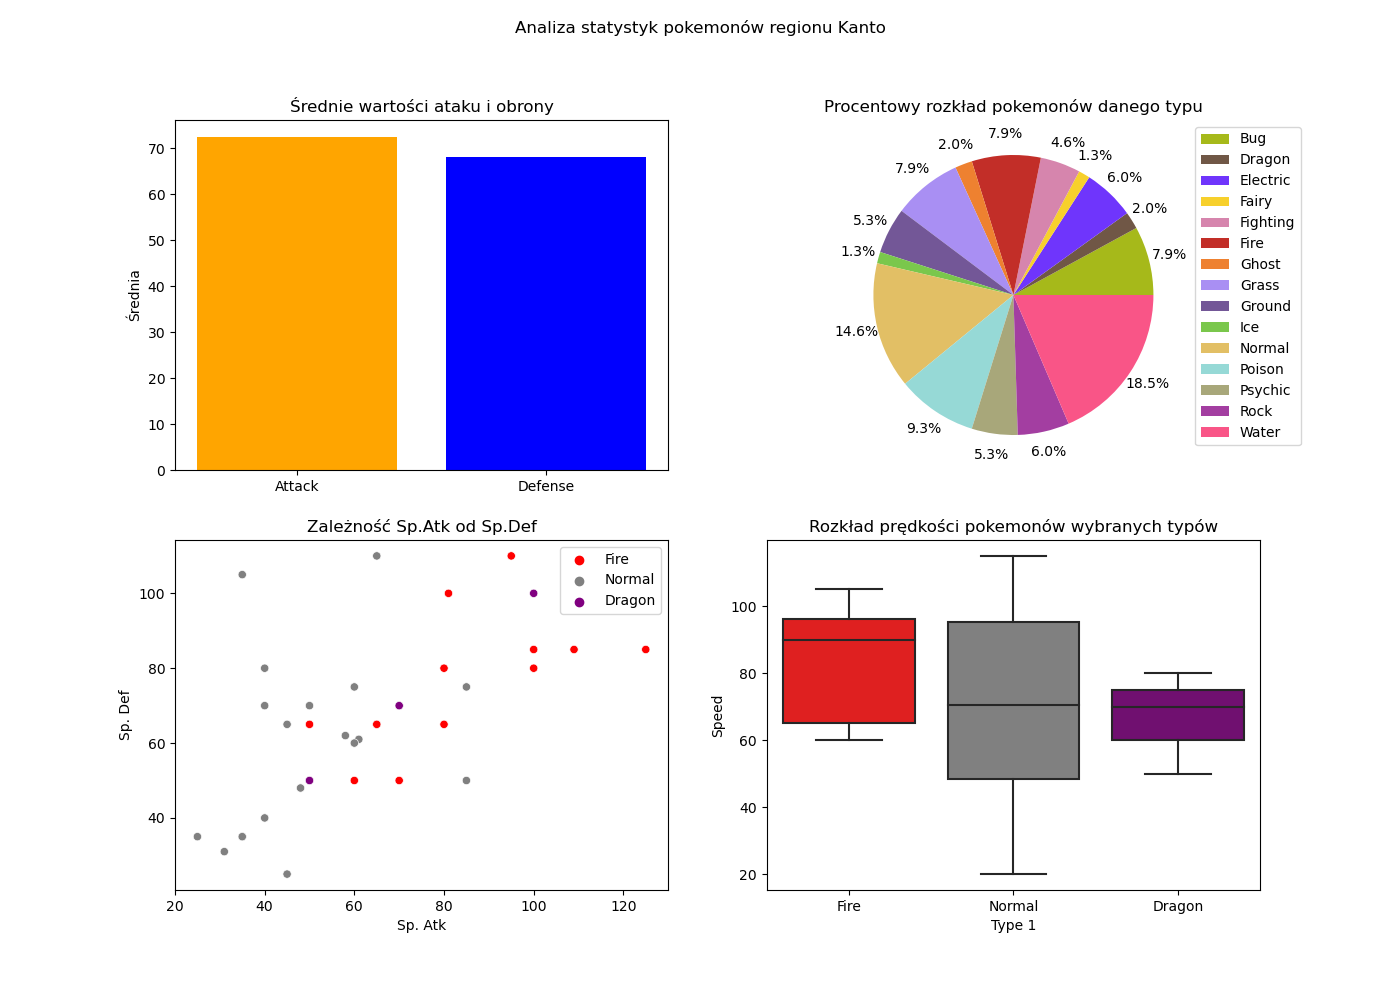 Analiza statystyk pokemonów regionu Kanto
Średnie wartości ataku i obrony
Średnia
70
60
50
40
30
20
10
0
Attack
Defense
Procentowy rozkład pokemonów danego typu
7.9%
2.0%
6.0%
1.3%
4.6%
7.9%
2.0%
7.9%
5.3%
1.3%
14.6%
9.3%
5.3%
6.0%
18.5%
Bug
Dragon
Electric
Fairy
Fighting
Fire
Ghost
Grass
Ground
Ice
Normal
Poison
Psychic
Rock
Water
Zależność Sp.Atk od Sp.Def
Sp. Def
100
80
60
40
20
40
60
80
100
120
Sp. Atk
Fire
Normal
Dragon
Rozkład prędkości pokemonów wybranych typów
Speed
100
80
60
40
20
Fire
Normal
Dragon
Type 1